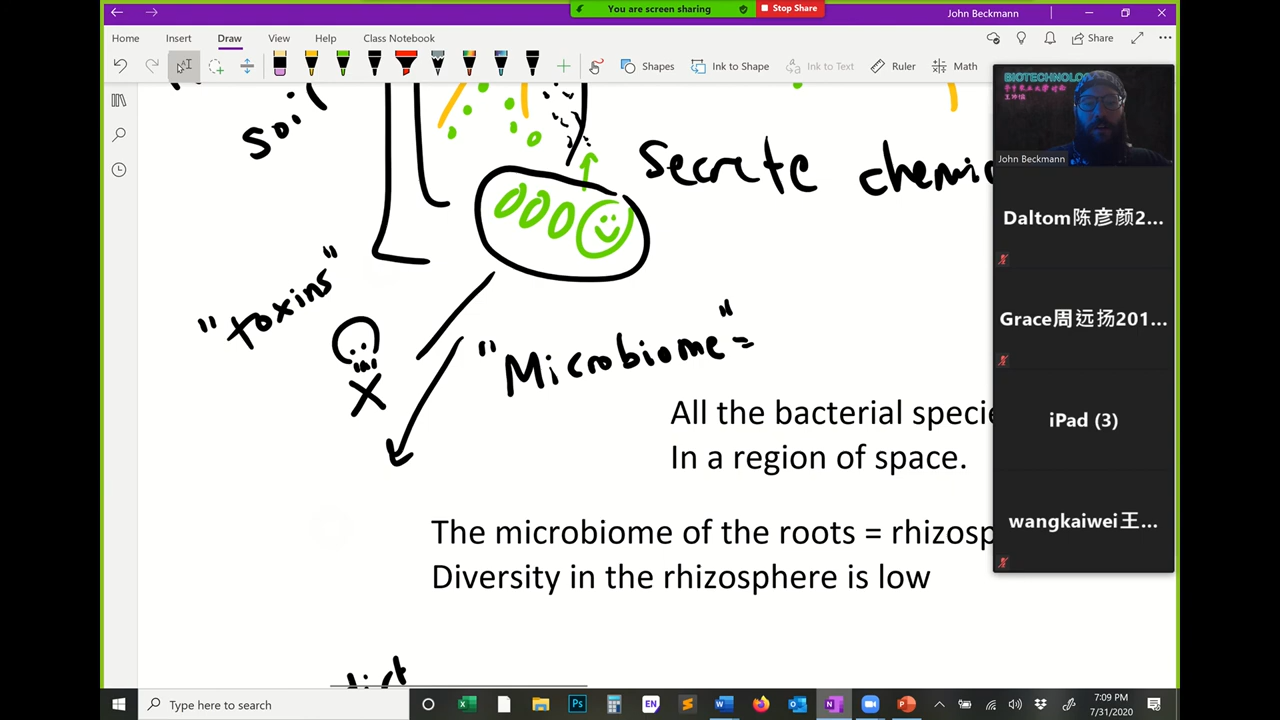 You are screen sharing
Stop Share
John Beckmann
Home Insert Draw View Help Class Notebook
Share
Shapes Ink to Shape Ink to Text Ruler Math
BIOTECHNOLO
John Beckmann
soil
Secrete chemic
Daltom陈彦颜2...
"toxins"
Grace周远扬201...
"Microbiome" =
All the bacterial specie
In a region of space.
iPad (3)
wangkaiwei王...
The microbiome of the roots = rhizosp
Diversity in the rhizosphere is low
dirt
Type here to search
EN
7:09 PM
7/31/2020